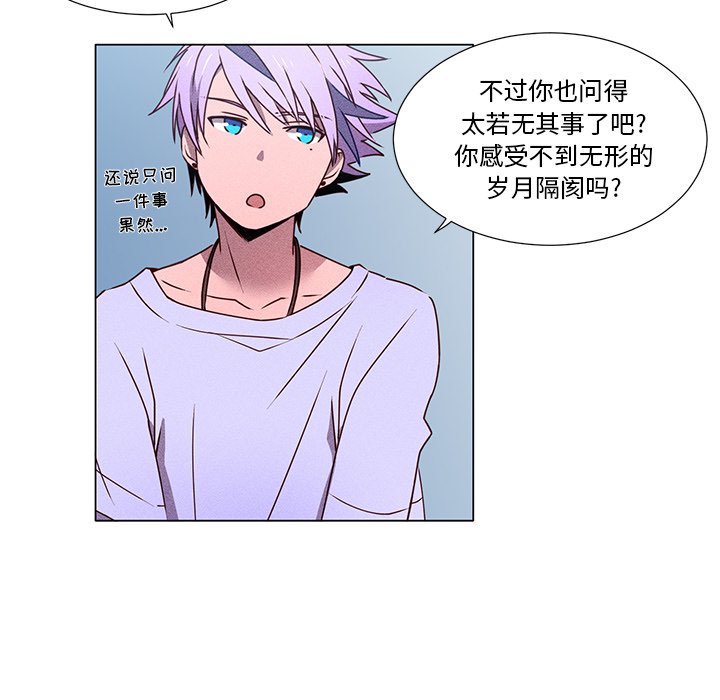 不过你也问得
太若无其事了吧?
你感受不到无形的
岁月隔阂吗?
还说只问
一件事
果然...